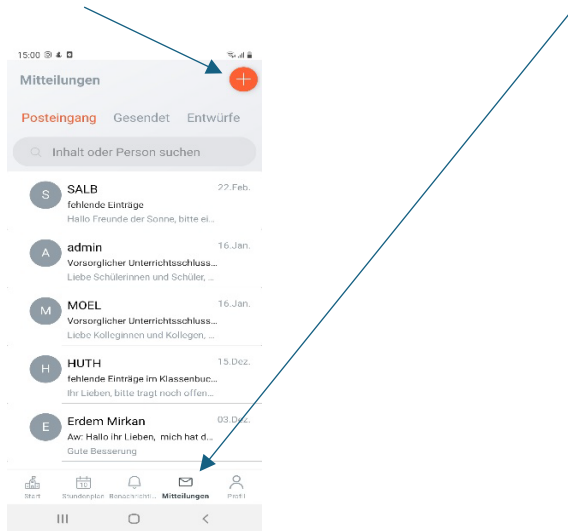 15:00
Mitteilungen
Posteingang Gesendet Entwürfe
Inhalt oder Person suchen
S SALB 22.Feb.
fehlende Einträge
Hallo Freunde der Sonne, bitte ei...
A admin 16.Jan.
Vorsorglicher Unterrichtsschluss...
Liebe Schülerinnen und Schüler, ...
M MOEL 16.Jan.
Vorsorglicher Unterrichtsschluss...
Liebe Kolleginnen und Kollegen, ...
H HUTH 15.Dez.
fehlende Einträge im Klassenbuc...
Ihr Lieben, bitte tragt noch offen...
E Erdem Mirkan 03.Dez.
Aw: Hallo ihr Lieben, mich hat d...
Gute Besserung
Start Stundenplan Benachrichti... Mitteilungen Profil